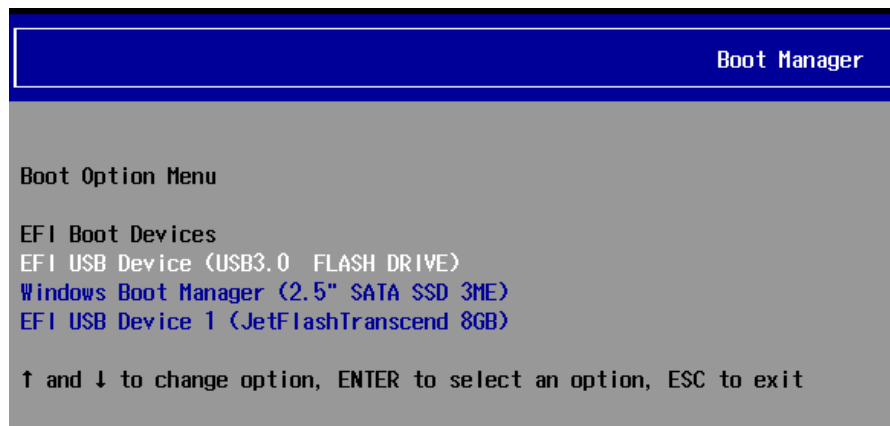 Boot Manager
Boot Option Menu
EFI Boot Devices
EFI USB Device (USB3.0  FLASH DRIVE)
Windows Boot Manager (2.5" SATA SSD 3ME)
EFI USB Device 1 (JetFlashTranscend 8GB)
↑ and ↓ to change option, ENTER to select an option, ESC to exit